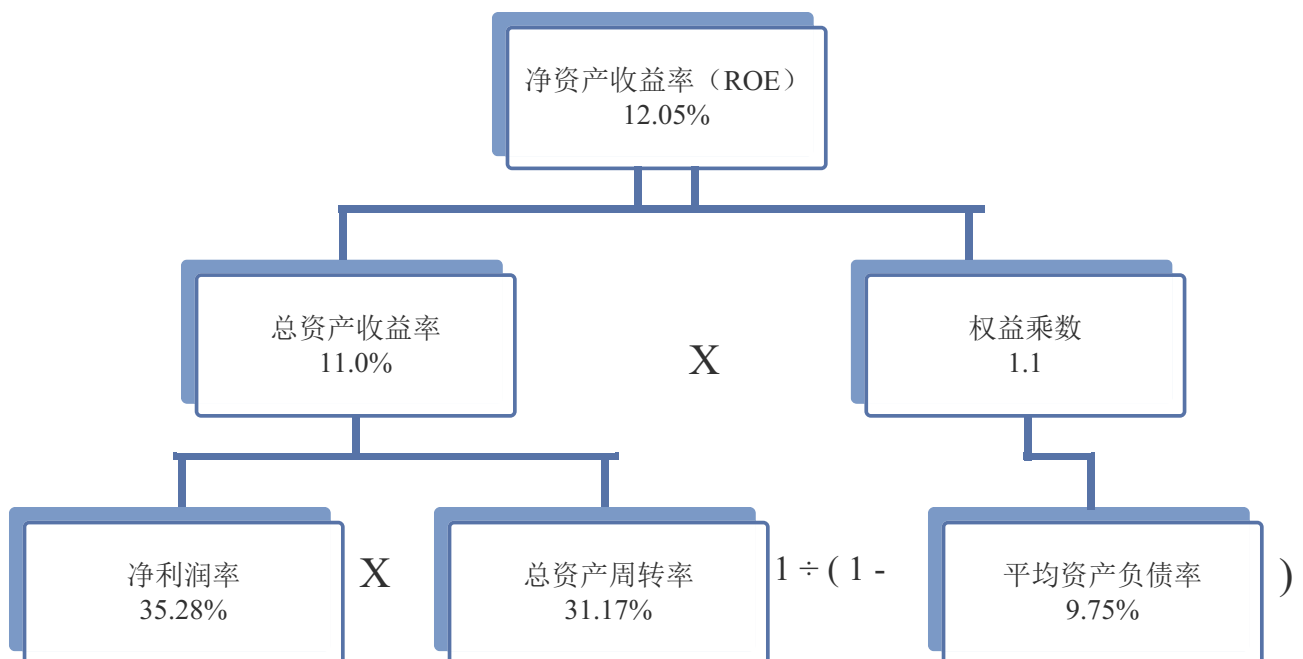 净资产收益率（ROE）
12.05%
总资产收益率
11.0%
X
权益乘数
1.1
净利润率
35.28%
X
总资产周转率
31.17%
1 ÷ ( 1 -
平均资产负债率
9.75%
)